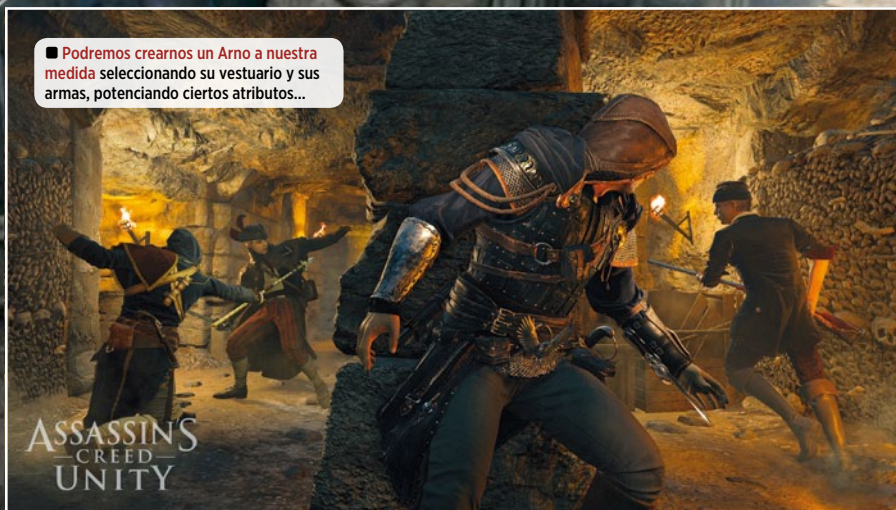 ■ Podremos crearnos un Arno a nuestra
medida seleccionando su vestuario y sus
armas, potenciando ciertos atributos...
ASSASSIN'S
CREED
UNITY